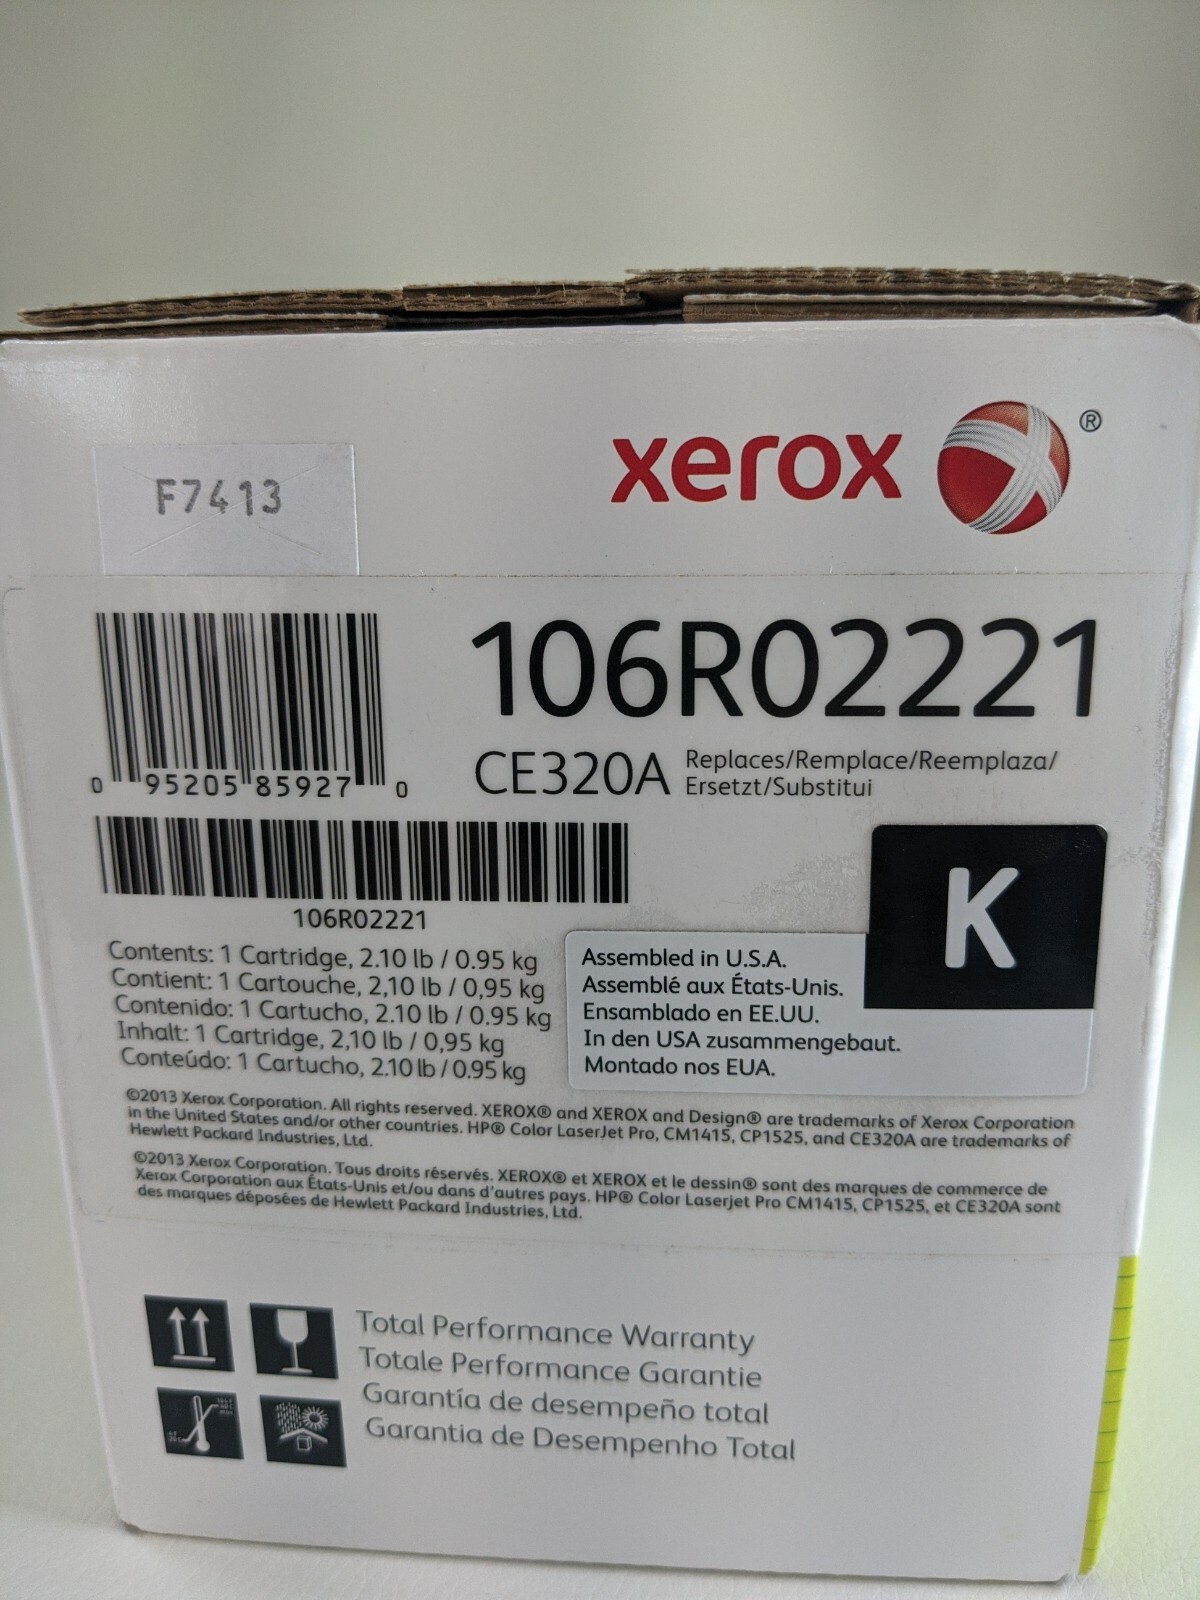 xerox ®
F7413
106R02221
CE320A Replaces/Remplace/Reemplaza/
Ersetzt/Substitui
0 95205 85927 0
106R02221
K
Contents: 1 Cartridge, 2.10 lb / 0.95 kg
Contient: 1 Cartouche, 2,10 lb / 0,95 kg
Contenido: 1 Cartucho, 2.10 lb / 0.95 kg
Inhalt: 1 Cartridge, 2,10 lb / 0,95 kg
Conteúdo: 1 Cartucho, 2.10 lb / 0.95 kg
Assembled in U.S.A.
Assemblé aux États-Unis.
Ensamblado en EE.UU.
In den USA zusammengebaut.
Montado nos EUA.
©2013 Xerox Corporation. All rights reserved. XEROX® and XEROX and Design® are trademarks of Xerox Corporation
in the United States and/or other countries. HP® Color LaserJet Pro, CM1415, CP1525, and CE320A are trademarks of
Hewlett Packard Industries, Ltd.
©2013 Xerox Corporation. Tous droits réservés. XEROX® et XEROX et le dessin® sont des marques de commerce de
Xerox Corporation aux États-Unis et/ou dans d'autres pays. HP® Color Laserjet Pro CM1415, CP1525, et CE320A sont
des marques déposées de Hewlett Packard Industries, Ltd.
Total Performance Warranty
Totale Performance Garantie
Garantía de desempeño total
Garantia de Desempenho Total